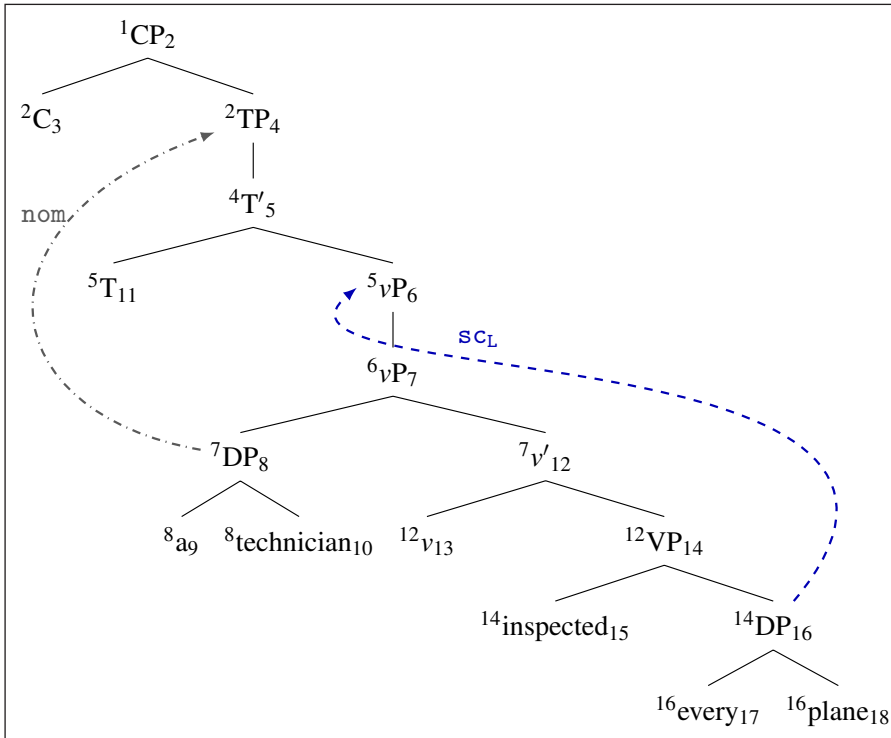 ¹CP₂
²C₃ ²TP₄
nom
⁴T′₅
⁵T₁₁ ⁵vP₆
sc_L
⁶vP₇
⁷DP₈ ⁷v′₁₂
⁸a₉ ⁸technician₁₀ ¹²v₁₃ ¹²VP₁₄
¹⁴inspected₁₅ ¹⁴DP₁₆
¹⁶every₁₇ ¹⁶plane₁₈